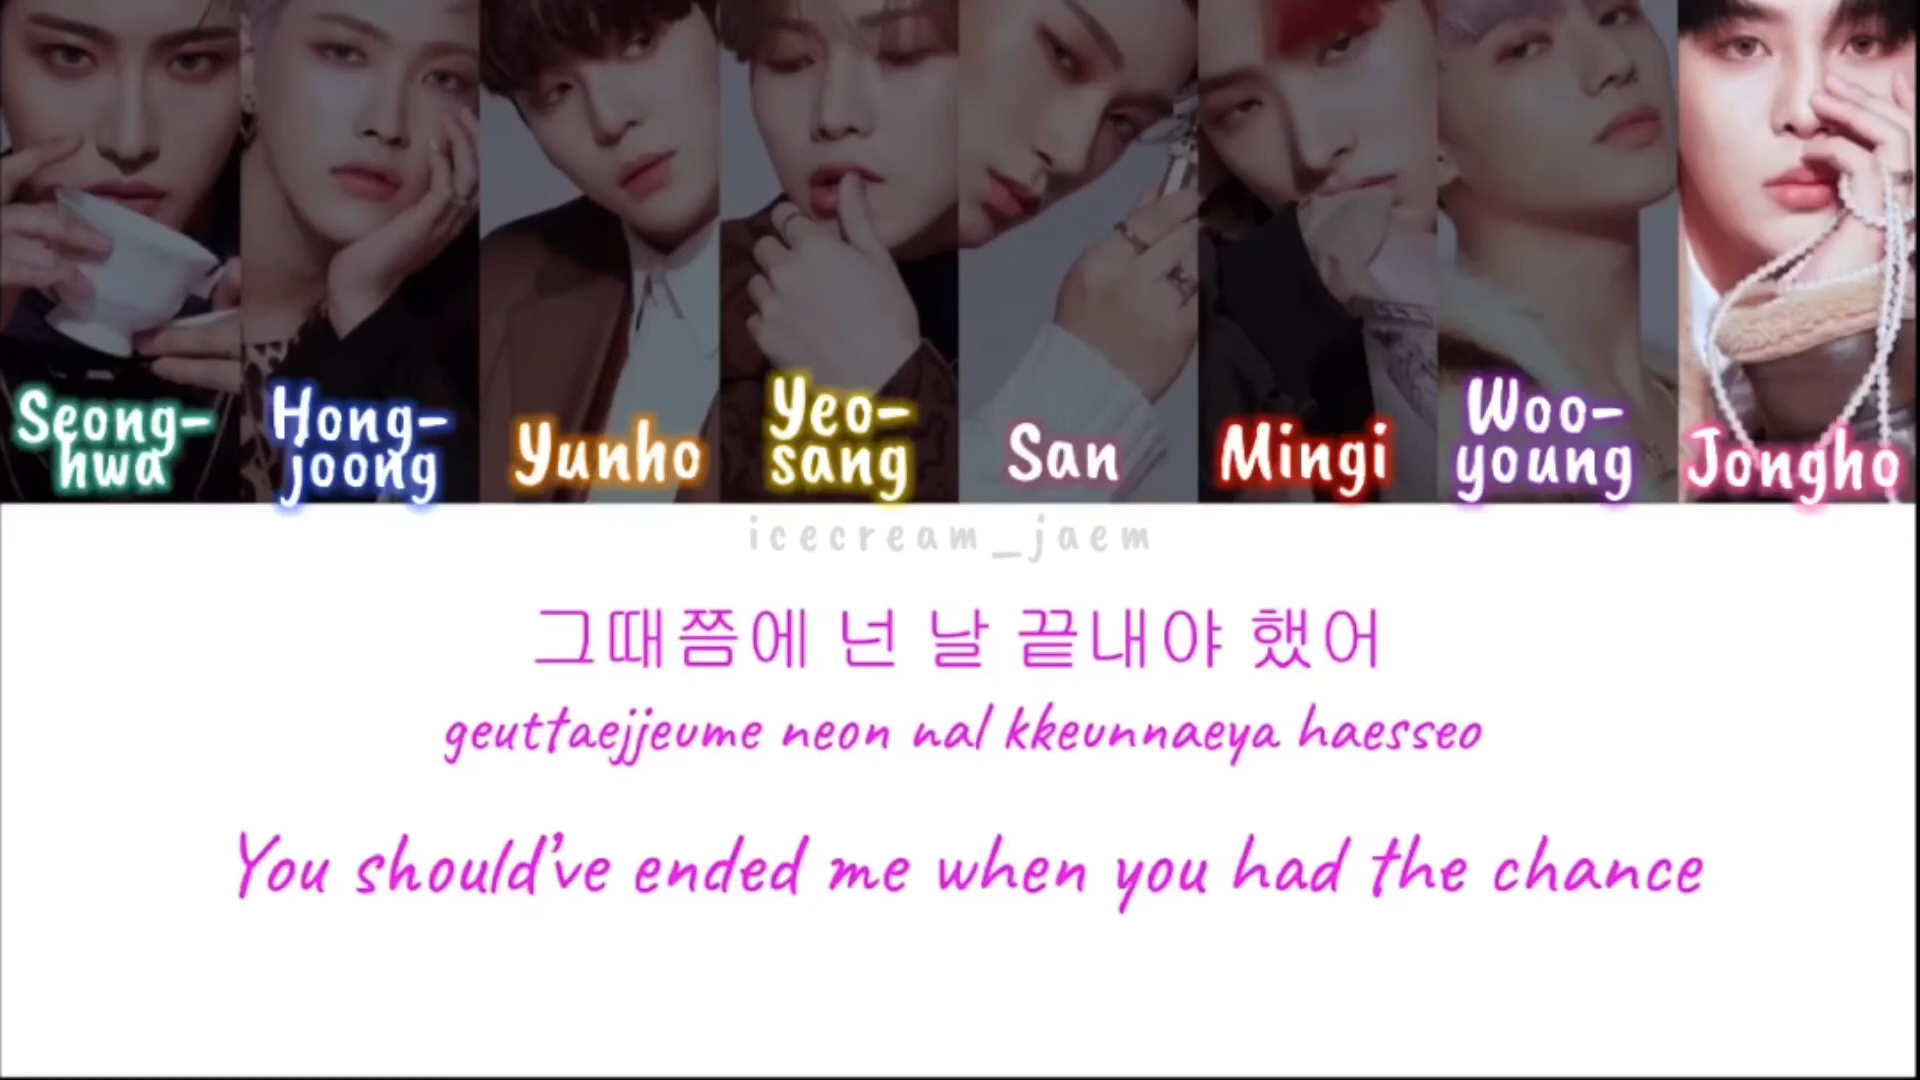 Seong-
hwa
Hong-
joong
Yunho
Yeo-
sang
San
Mingi
Woo-
young
Jongho
icecream_jaem
그때쯤에 넌 날 끝내야 했어
geuttaejjeume neon nal kkeunnaeya haesseo
You should've ended me when you had the chance